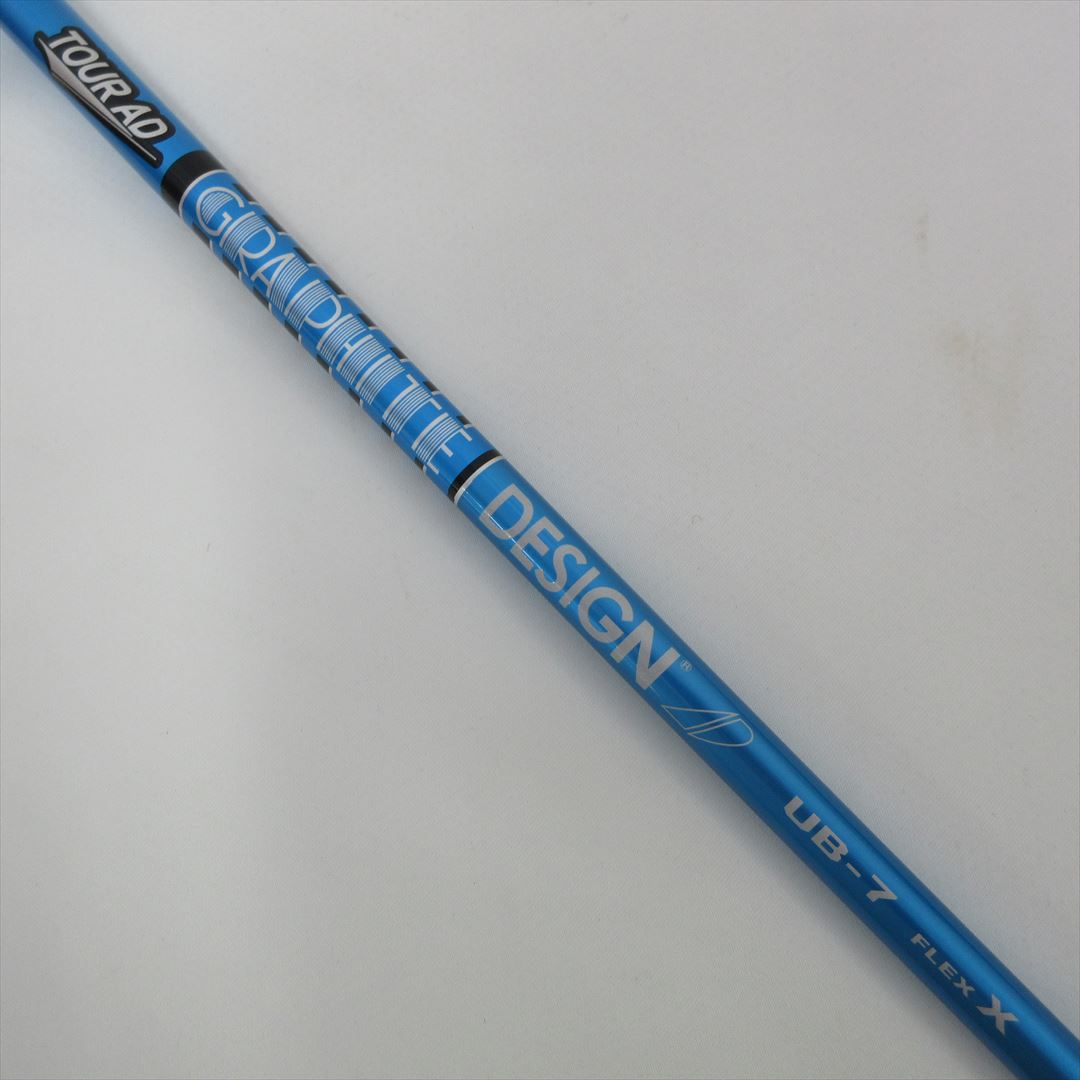 TOUR AD
GRAPHITE
DESIGN®
UB-7
FLEX X